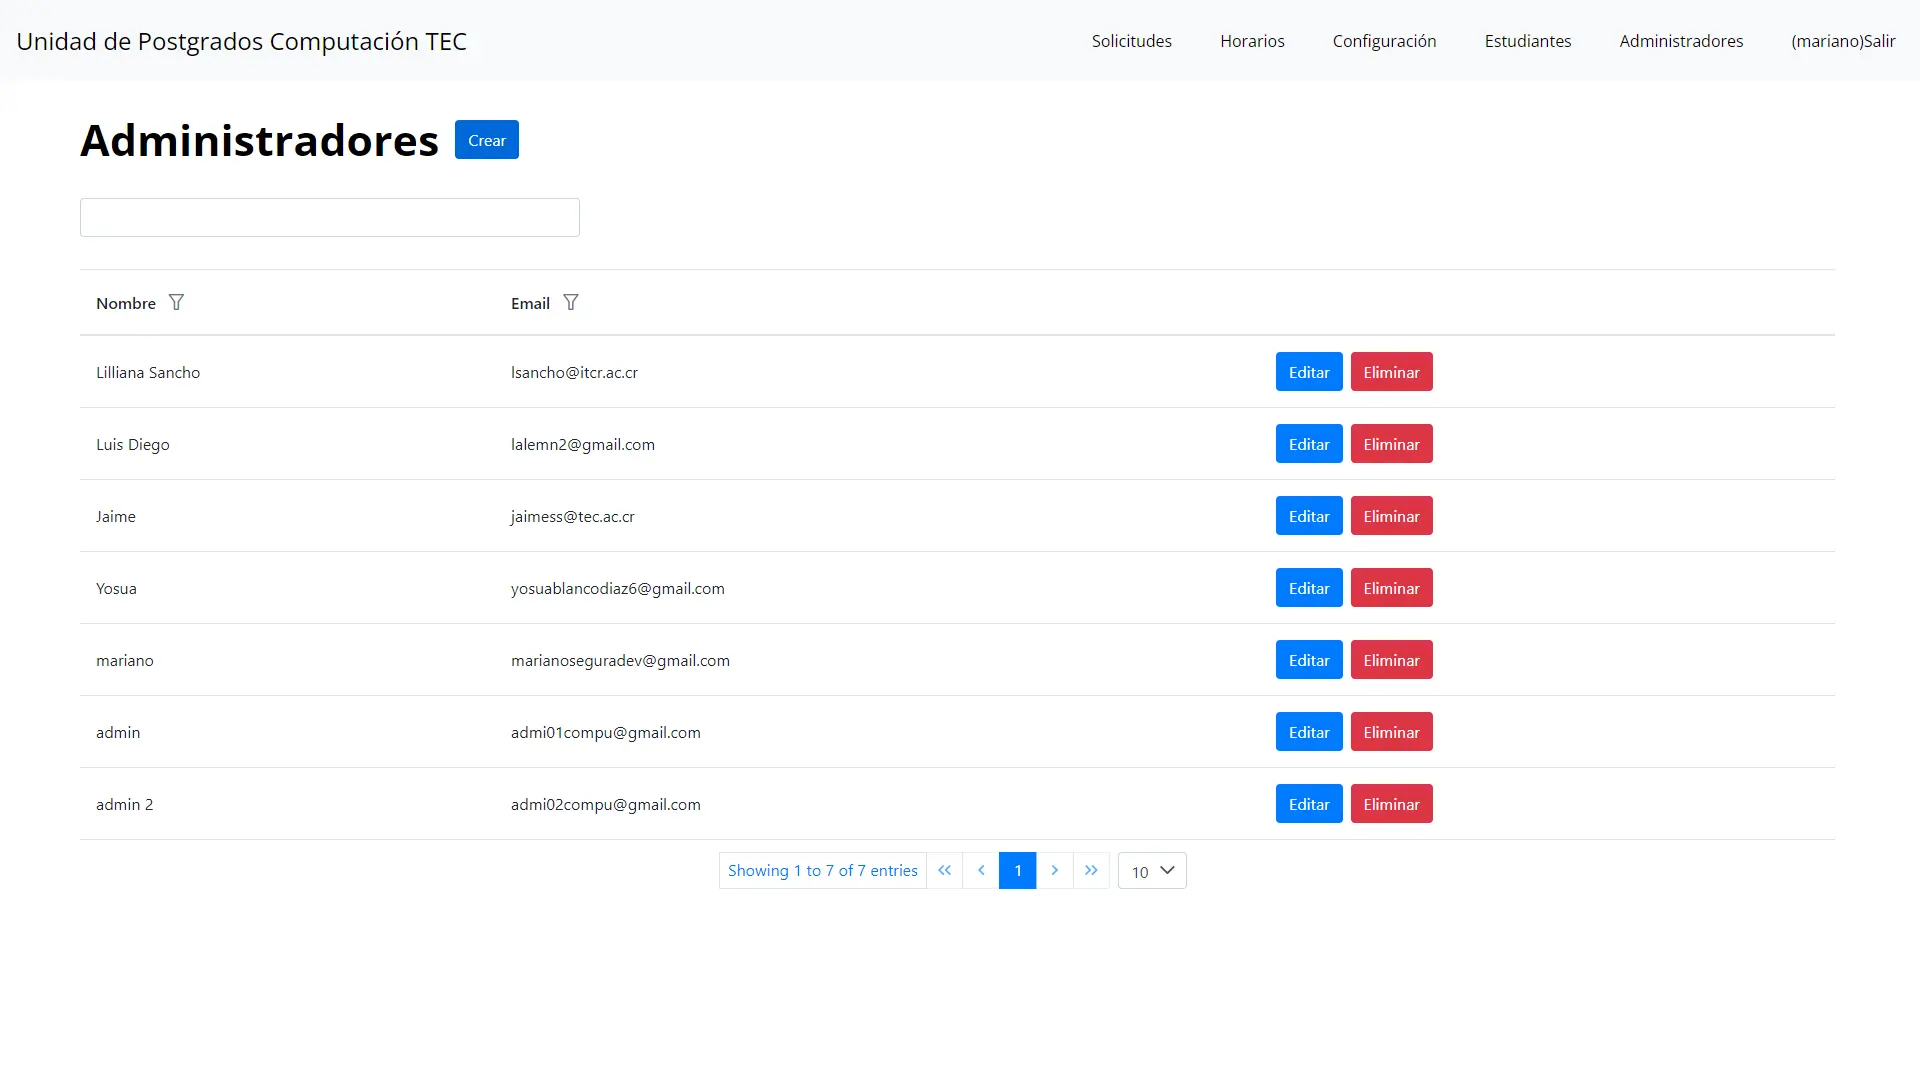 Unidad de Postgrados Computación TEC Solicitudes Horarios Configuración Estudiantes Administradores (mariano)Salir
Administradores Crear
Nombre Email
Lilliana Sancho lsancho@itcr.ac.cr Editar Eliminar
Luis Diego lalemn2@gmail.com Editar Eliminar
Jaime jaimess@tec.ac.cr Editar Eliminar
Yosua yosuablancodiaz6@gmail.com Editar Eliminar
mariano marianoseguradev@gmail.com Editar Eliminar
admin admi01compu@gmail.com Editar Eliminar
admin 2 admi02compu@gmail.com Editar Eliminar
Showing 1 to 7 of 7 entries 1 10